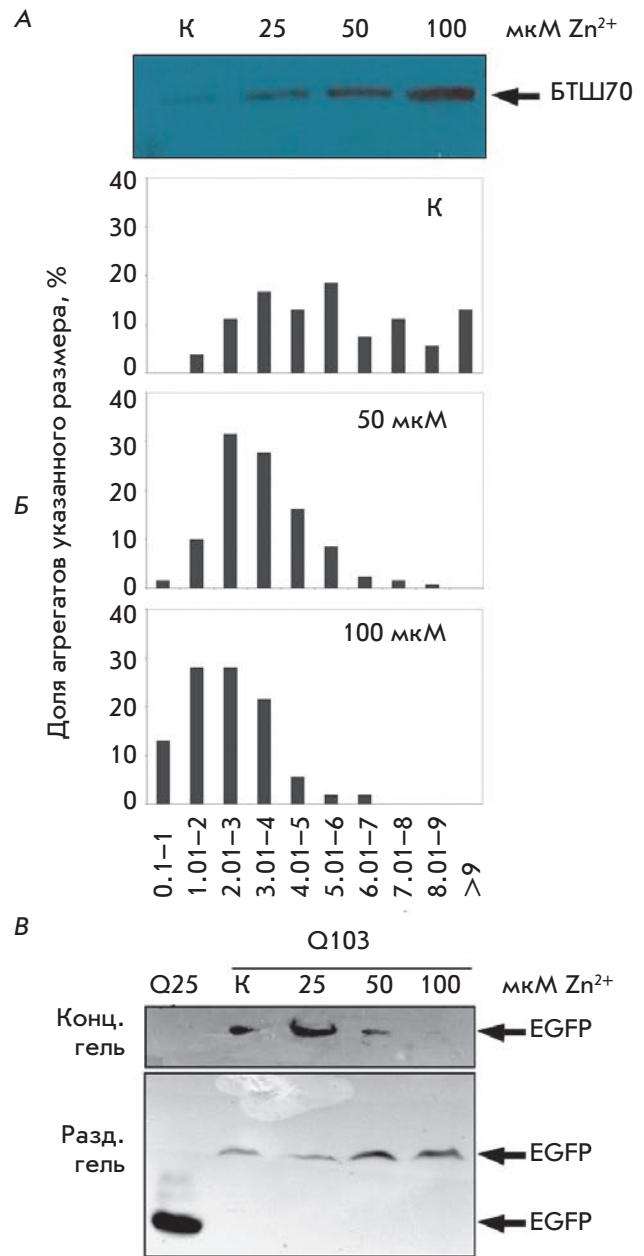 А
К 25 50 100 мкМ Zn²⁺
БТШ70
Б
Доля агрегатов указанного размера, %
40
30
20
10
0
К
40
30
20
10
0
50 мкМ
40
30
20
10
0
100 мкМ
0.1–1
1.01–2
2.01–3
3.01–4
4.01–5
5.01–6
6.01–7
7.01–8
8.01–9
>9
В
Q103
Q25 К 25 50 100 мкМ Zn²⁺
Конц.
гель
EGFP
Разд.
гель
EGFP
EGFP